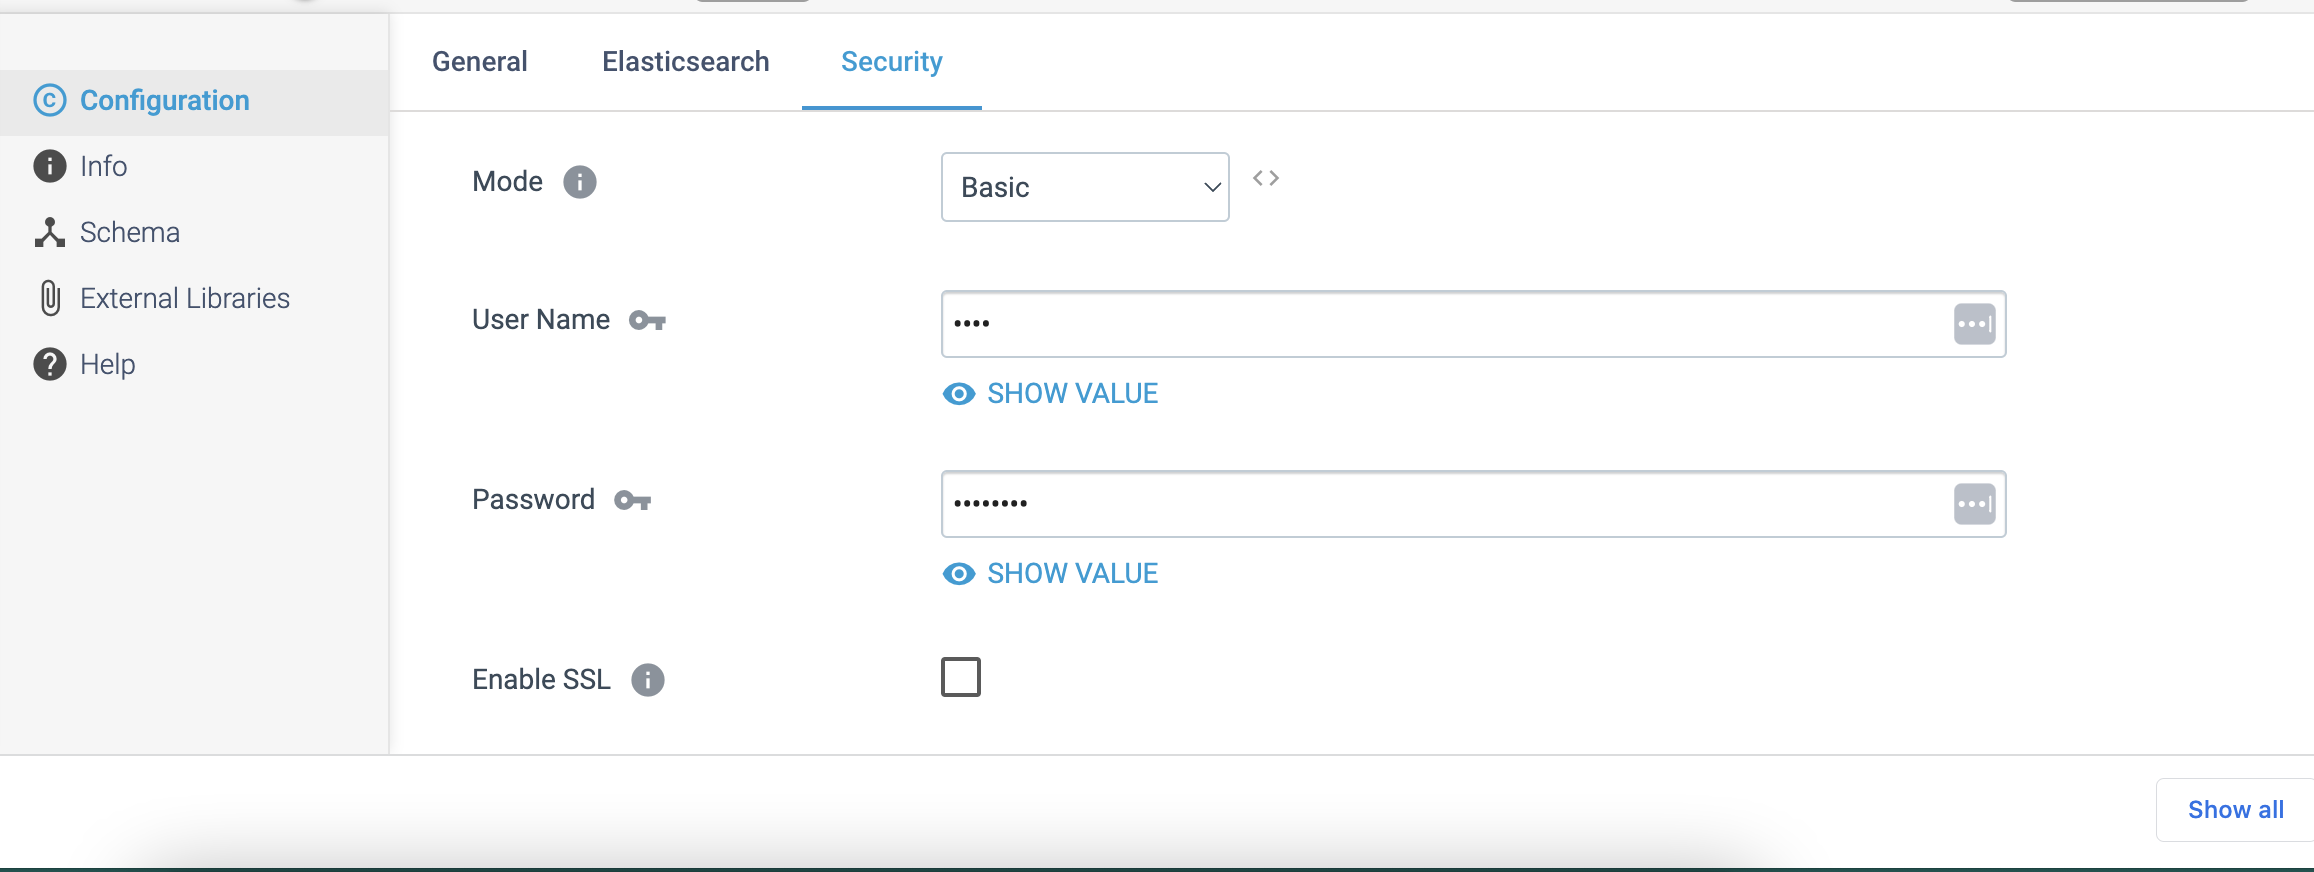 General Elasticsearch Security
Configuration
Info
Schema
External Libraries
Help
Mode Basic
User Name ••••
SHOW VALUE
Password ••••••••
SHOW VALUE
Enable SSL
Show all